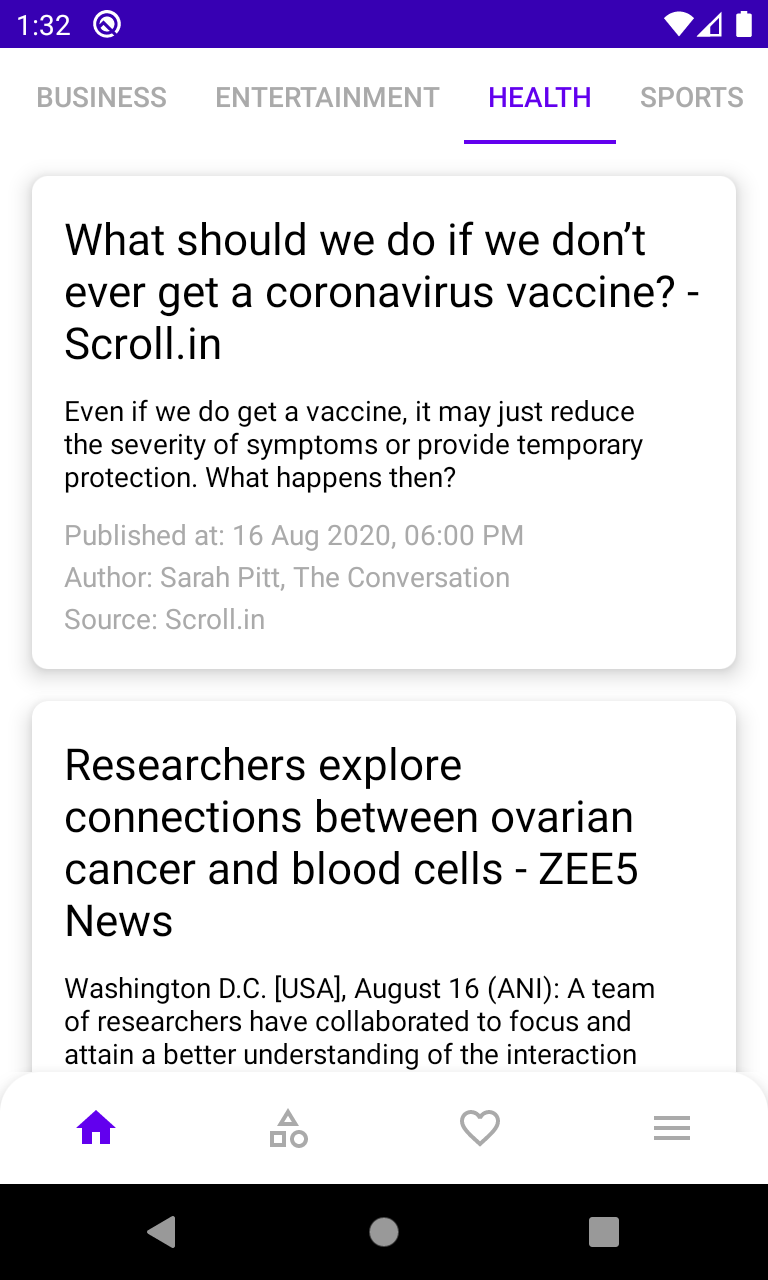 1:32
BUSINESS ENTERTAINMENT HEALTH SPORTS
What should we do if we don’t
ever get a coronavirus vaccine? -
Scroll.in
Even if we do get a vaccine, it may just reduce
the severity of symptoms or provide temporary
protection. What happens then?
Published at: 16 Aug 2020, 06:00 PM
Author: Sarah Pitt, The Conversation
Source: Scroll.in
Researchers explore
connections between ovarian
cancer and blood cells - ZEE5
News
Washington D.C. [USA], August 16 (ANI): A team
of researchers have collaborated to focus and
attain a better understanding of the interaction